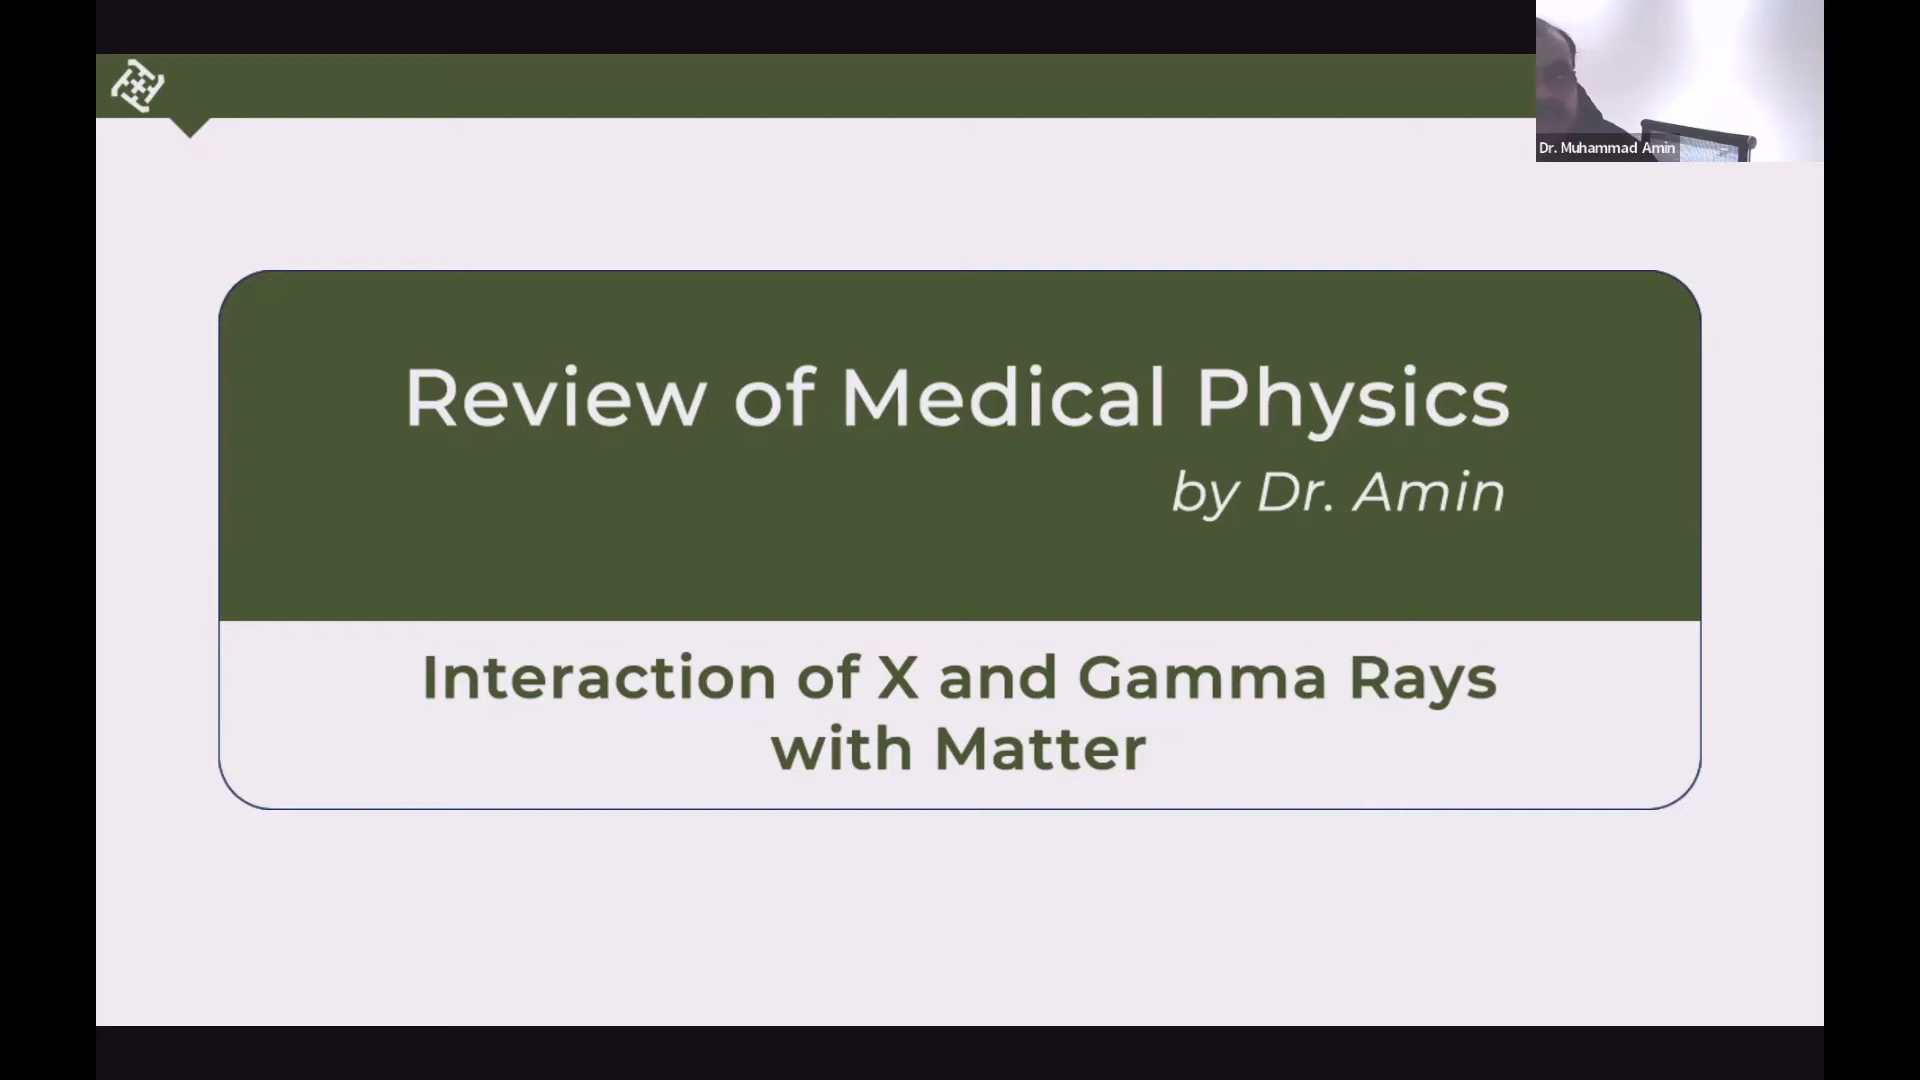 Dr. Muhammad Amin
Review of Medical Physics
by Dr. Amin
Interaction of X and Gamma Rays
with Matter